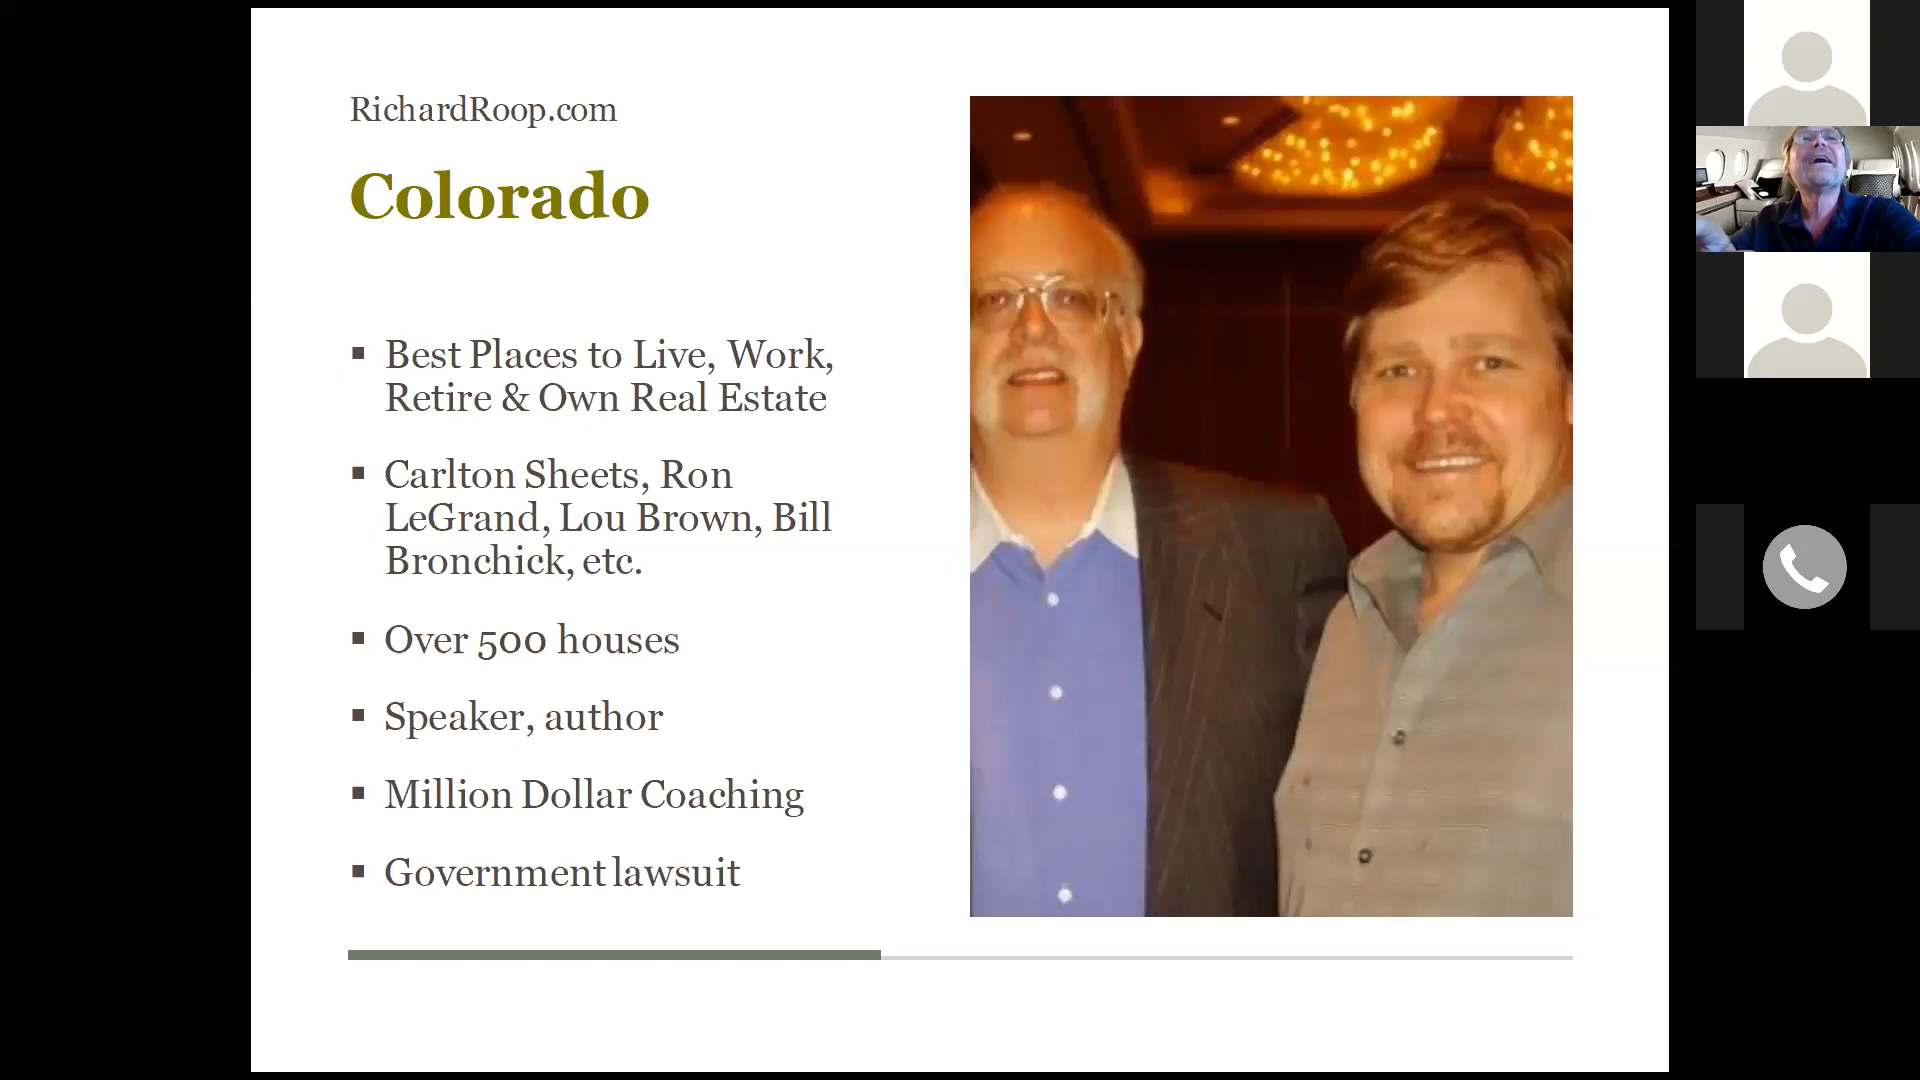 RichardRoop.com
Colorado
▪ Best Places to Live, Work,
Retire & Own Real Estate
▪ Carlton Sheets, Ron
LeGrand, Lou Brown, Bill
Bronchick, etc.
▪ Over 500 houses
▪ Speaker, author
▪ Million Dollar Coaching
▪ Government lawsuit